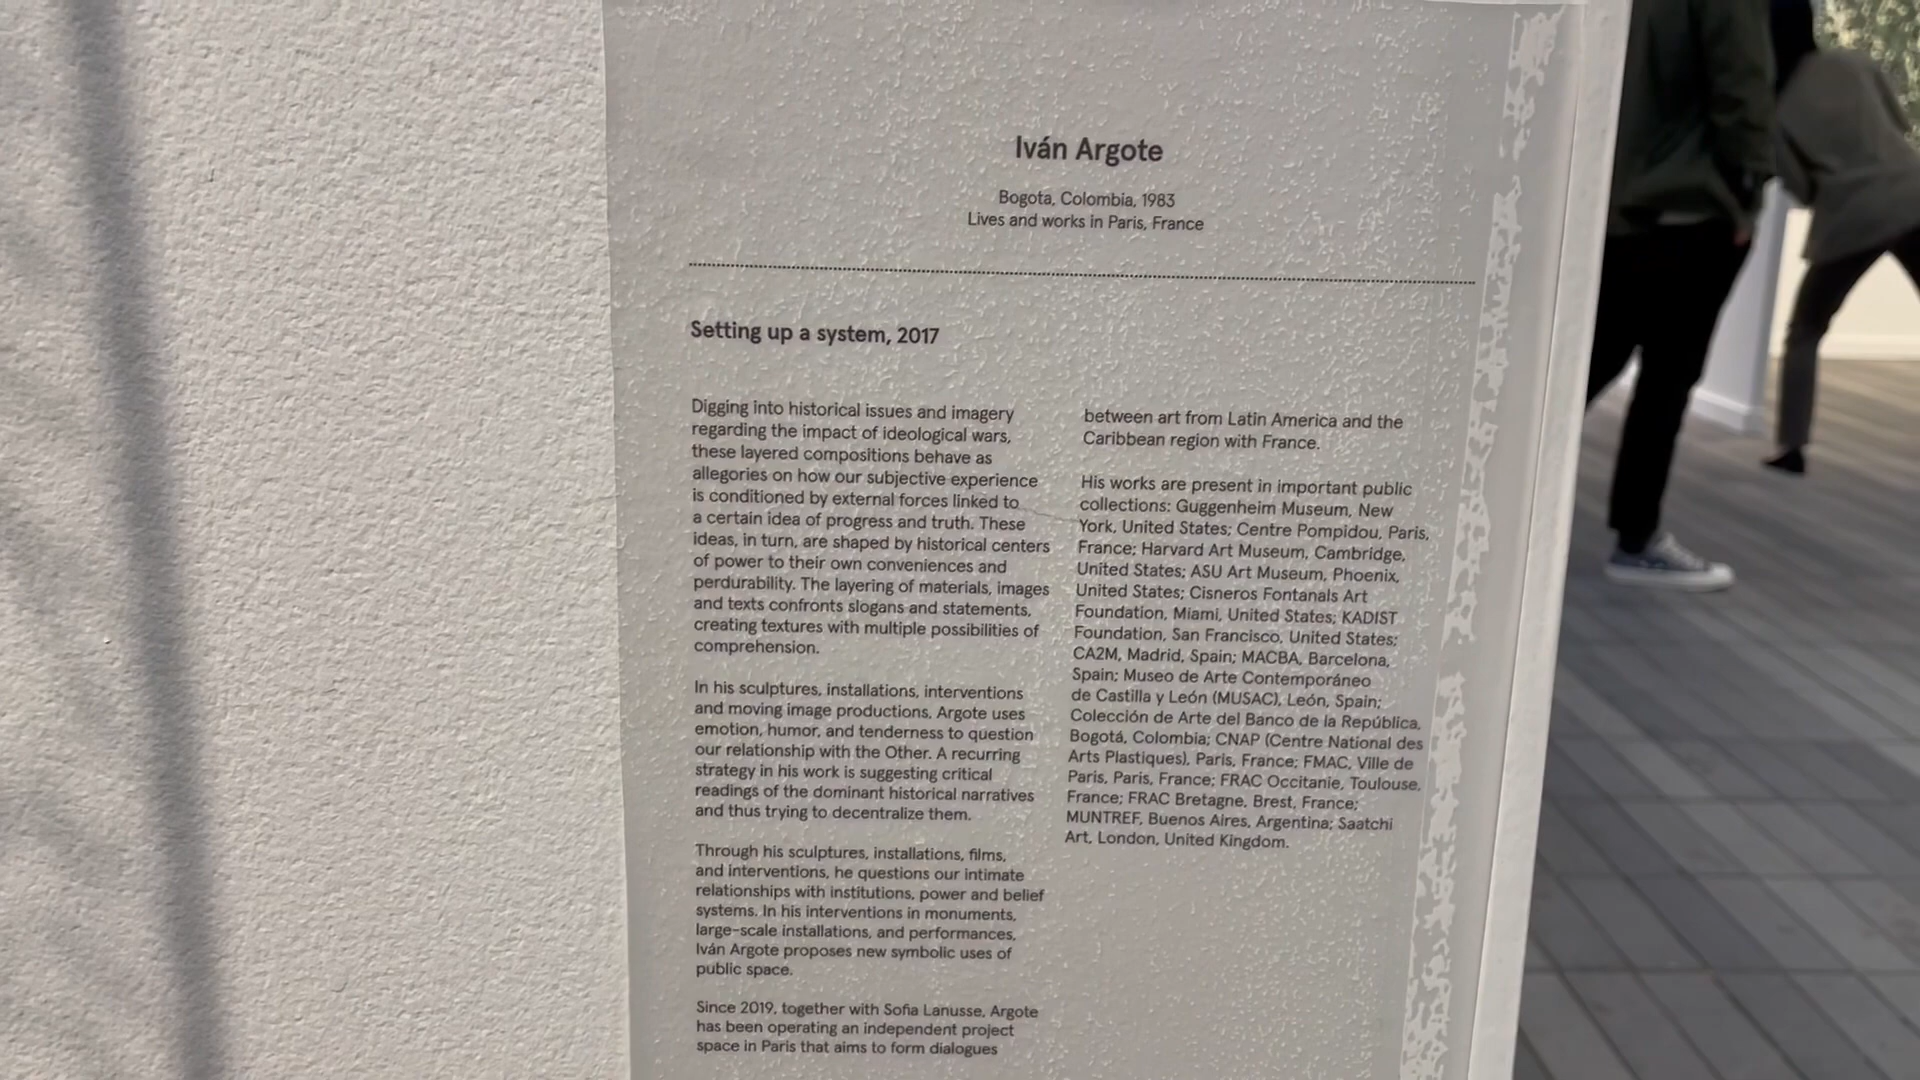 Iván Argote
Bogota, Colombia, 1983
Lives and works in Paris, France
Setting up a system, 2017
Digging into historical issues and imagery
regarding the impact of ideological wars,
these layered compositions behave as
allegories on how our subjective experience
is conditioned by external forces linked to
a certain idea of progress and truth. These
ideas, in turn, are shaped by historical centers
of power to their own conveniences and
perdurability. The layering of materials, images
and texts confronts slogans and statements,
creating textures with multiple possibilities of
comprehension.
In his sculptures, installations, interventions
and moving image productions, Argote uses
emotion, humor, and tenderness to question
our relationship with the Other. A recurring
strategy in his work is suggesting critical
readings of the dominant historical narratives
and thus trying to decentralize them.
Through his sculptures, installations, films,
and interventions, he questions our intimate
relationships with institutions, power and belief
systems. In his interventions in monuments,
large-scale installations, and performances,
Iván Argote proposes new symbolic uses of
public space.
Since 2019, together with Sofia Lanusse, Argote
has been operating an independent project
space in Paris that aims to form dialogues
between art from Latin America and the
Caribbean region with France.
His works are present in important public
collections: Guggenheim Museum, New
York, United States; Centre Pompidou, Paris,
France; Harvard Art Museum, Cambridge,
United States; ASU Art Museum, Phoenix,
United States; Cisneros Fontanals Art
Foundation, Miami, United States; KADIST
Foundation, San Francisco, United States;
CA2M, Madrid, Spain; MACBA, Barcelona,
Spain; Museo de Arte Contemporáneo
de Castilla y León (MUSAC), León, Spain;
Colección de Arte del Banco de la República,
Bogotá, Colombia; CNAP (Centre National des
Arts Plastiques), Paris, France; FMAC, Ville de
Paris, Paris, France; FRAC Occitanie, Toulouse,
France; FRAC Bretagne, Brest, France;
MUNTREF, Buenos Aires, Argentina; Saatchi
Art, London, United Kingdom.